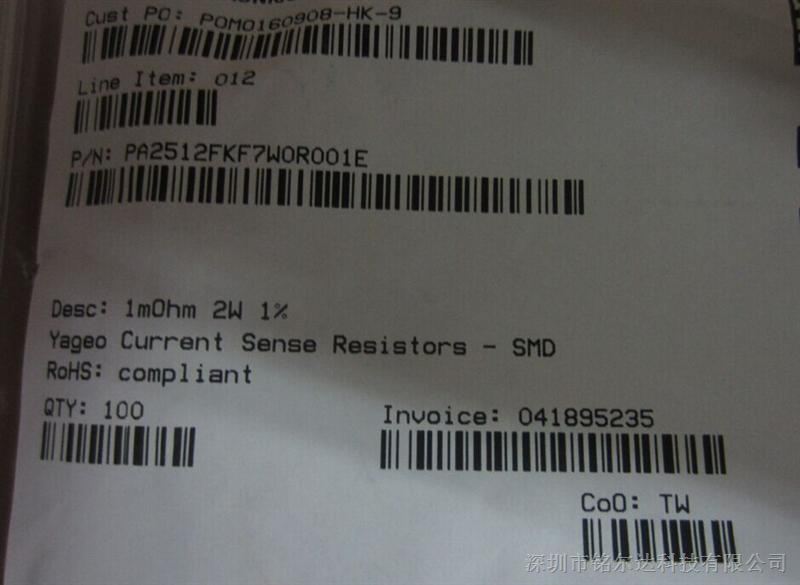 Cust PO: POMO160908-HK-9
Line Item: 012
P/N: PA2512FKF7W0R001E
Desc: 1mOhm 2W 1%
Yageo Current Sense Resistors - SMD
RoHS: compliant
QTY: 100
Invoice: 041895235
CoO: TW
深圳市铭尔达科技有限公司